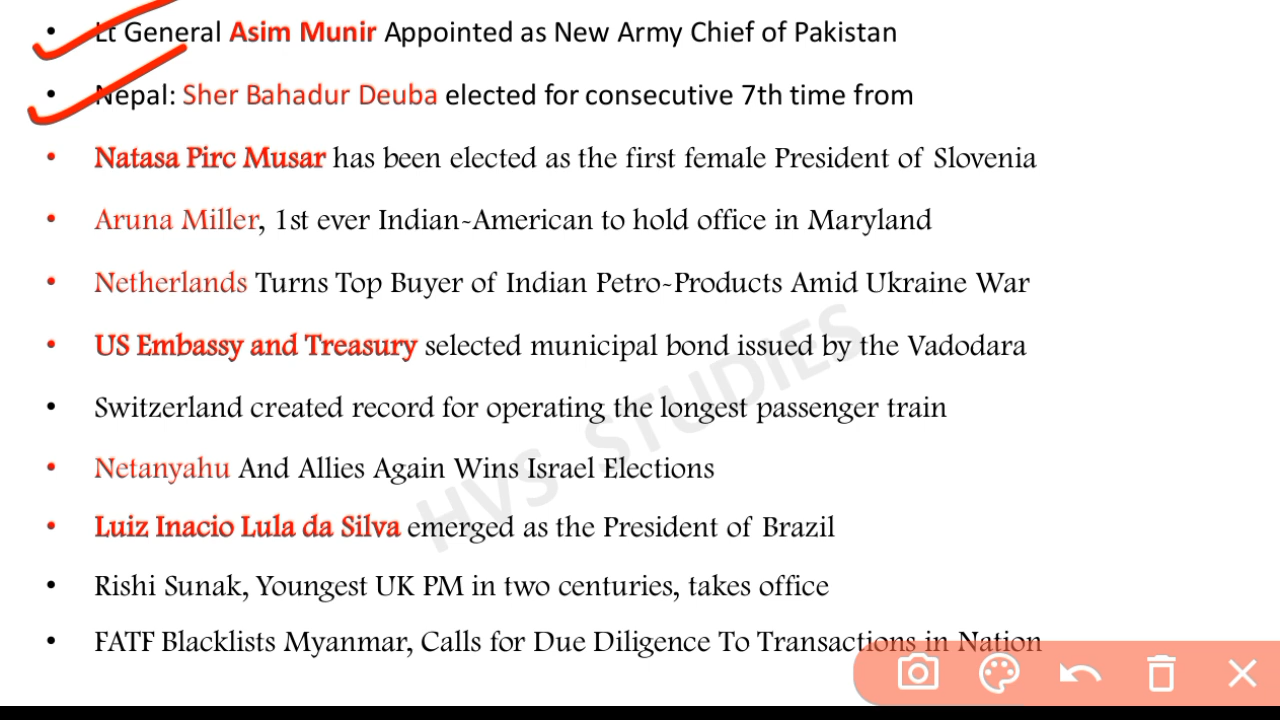 • Lt General Asim Munir Appointed as New Army Chief of Pakistan
• Nepal: Sher Bahadur Deuba elected for consecutive 7th time from
• Natasa Pirc Musar has been elected as the first female President of Slovenia
• Aruna Miller, 1st ever Indian-American to hold office in Maryland
• Netherlands Turns Top Buyer of Indian Petro-Products Amid Ukraine War
• US Embassy and Treasury selected municipal bond issued by the Vadodara
• Switzerland created record for operating the longest passenger train
• Netanyahu And Allies Again Wins Israel Elections
• Luiz Inacio Lula da Silva emerged as the President of Brazil
• Rishi Sunak, Youngest UK PM in two centuries, takes office
• FATF Blacklists Myanmar, Calls for Due Diligence To Transactions in Nation
HVS STUDIES